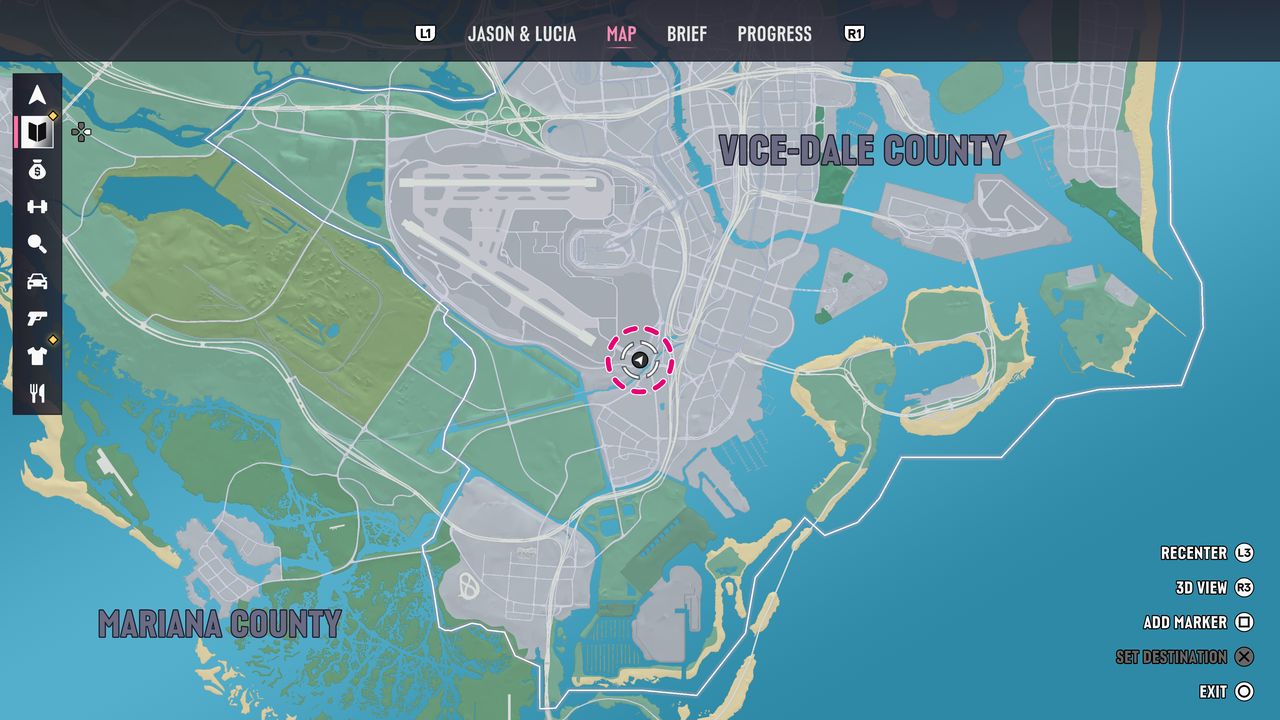 L1 JASON & LUCIA MAP BRIEF PROGRESS R1
VICE-DALE COUNTY
$
RECENTER L3
3D VIEW R3
ADD MARKER
MARIANA COUNTY
SET DESTINATION
EXIT